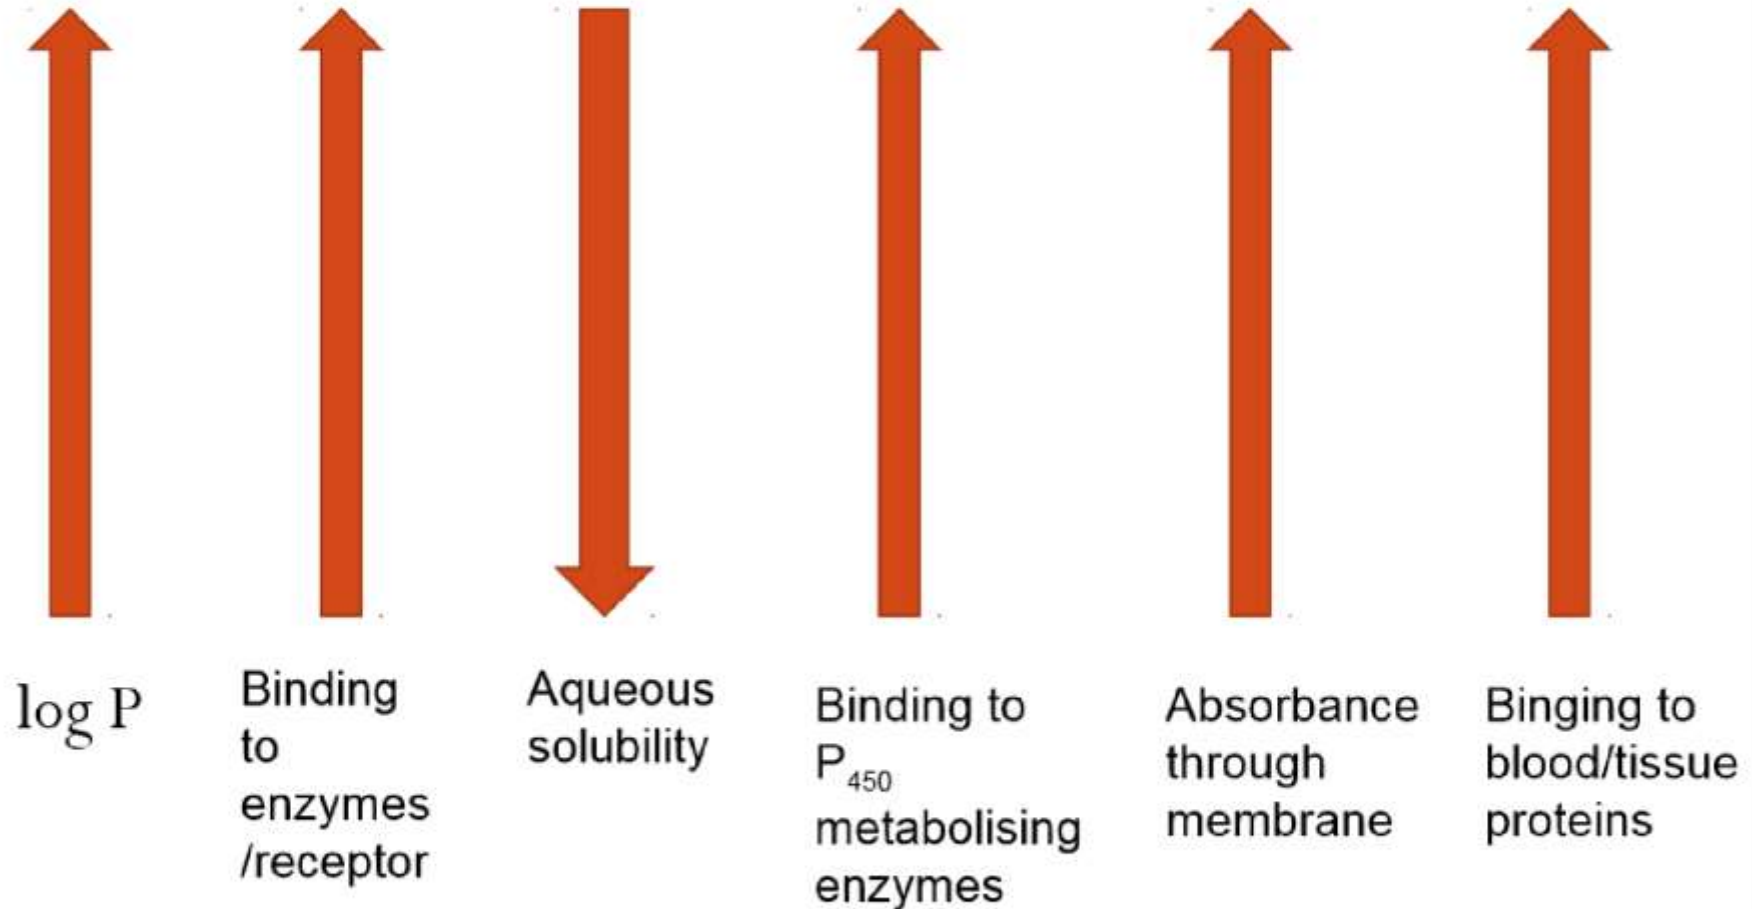 log P
Binding
to
enzymes
/receptor
Aqueous
solubility
Binding to
P450
metabolising
enzymes
Absorbance
through
membrane
Binging to
blood/tissue
proteins